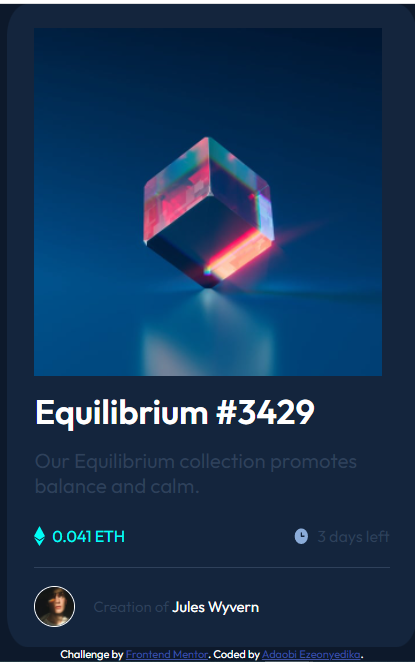 Equilibrium #3429
Our Equilibrium collection promotes
balance and calm.
0.041 ETH
3 days left
Creation of Jules Wyvern
Challenge by Frontend Mentor. Coded by Adaobi Ezeonyedika.